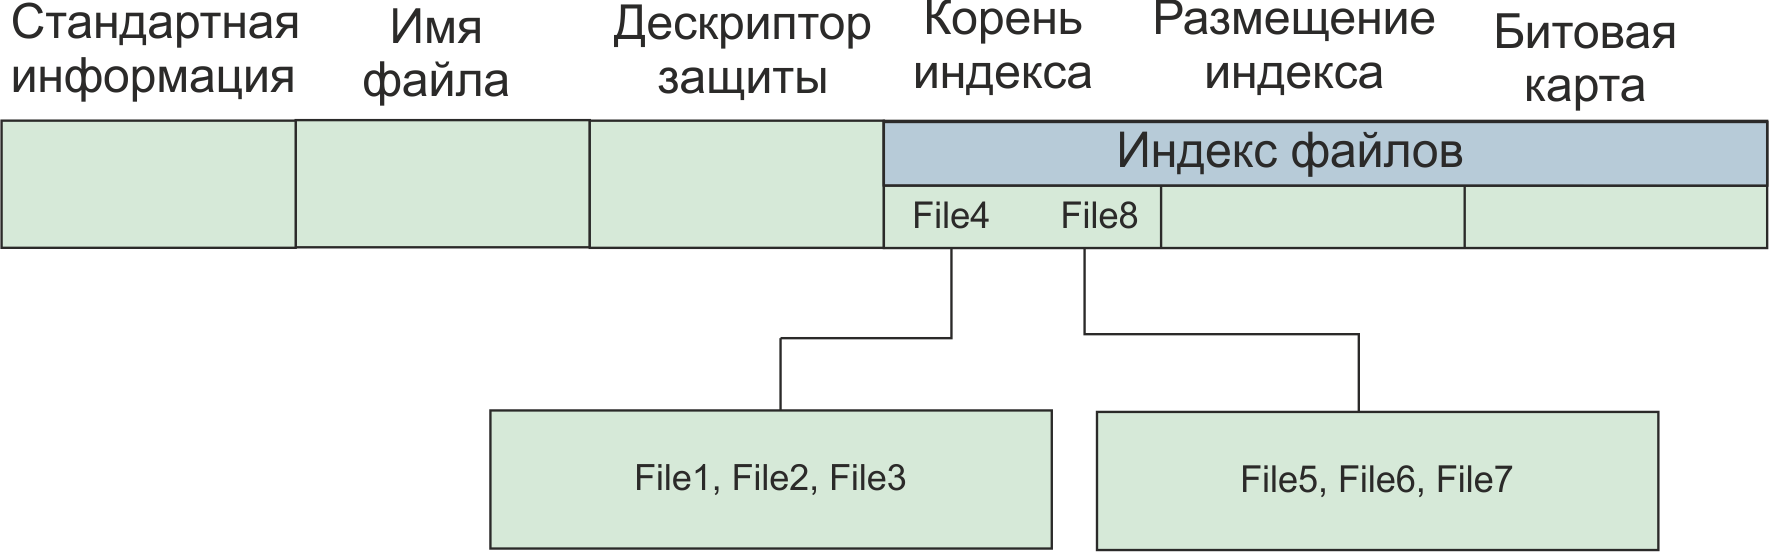 Стандартная
информация
Имя
файла
Дескриптор
защиты
Корень
индекса
Размещение
индекса
Битовая
карта
Индекс файлов
File4
File8
File1, File2, File3
File5, File6, File7